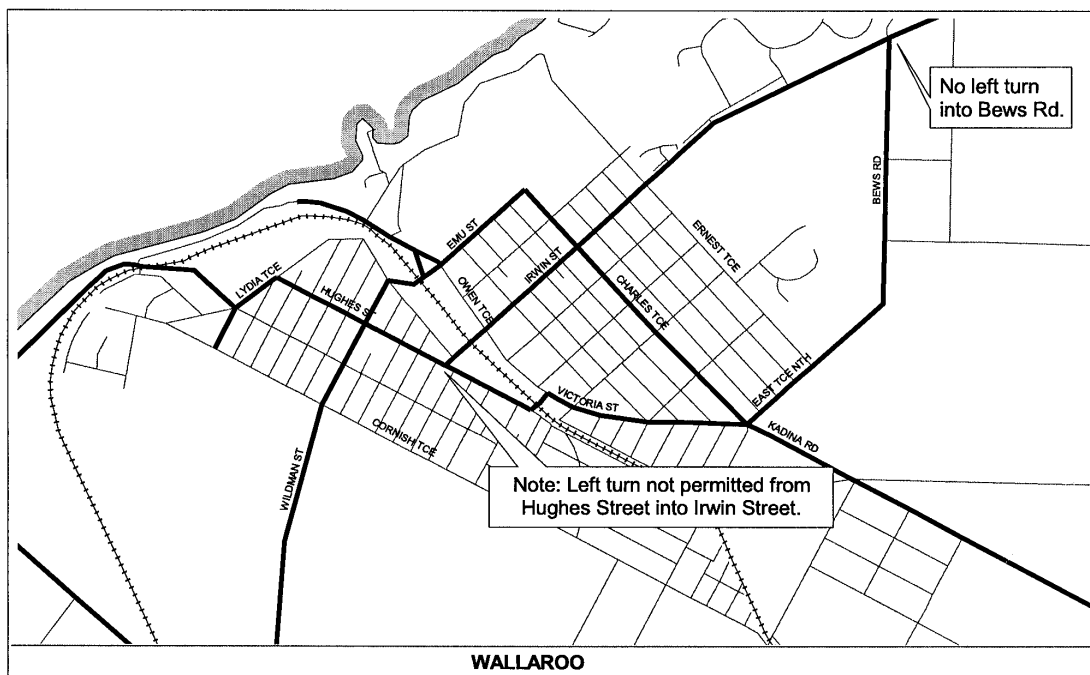 No left turn
into Bews Rd.
BEWS RD
EMU ST
ERNEST TCE
IRWIN ST
OWEN TCE
LYDIA TCE
HUGHES ST
CHARLES TCE
EAST TCE NTH
VICTORIA ST
KADINA RD
CORNISH TCE
WILDMAN ST
Note: Left turn not permitted from
Hughes Street into Irwin Street.
WALLAROO